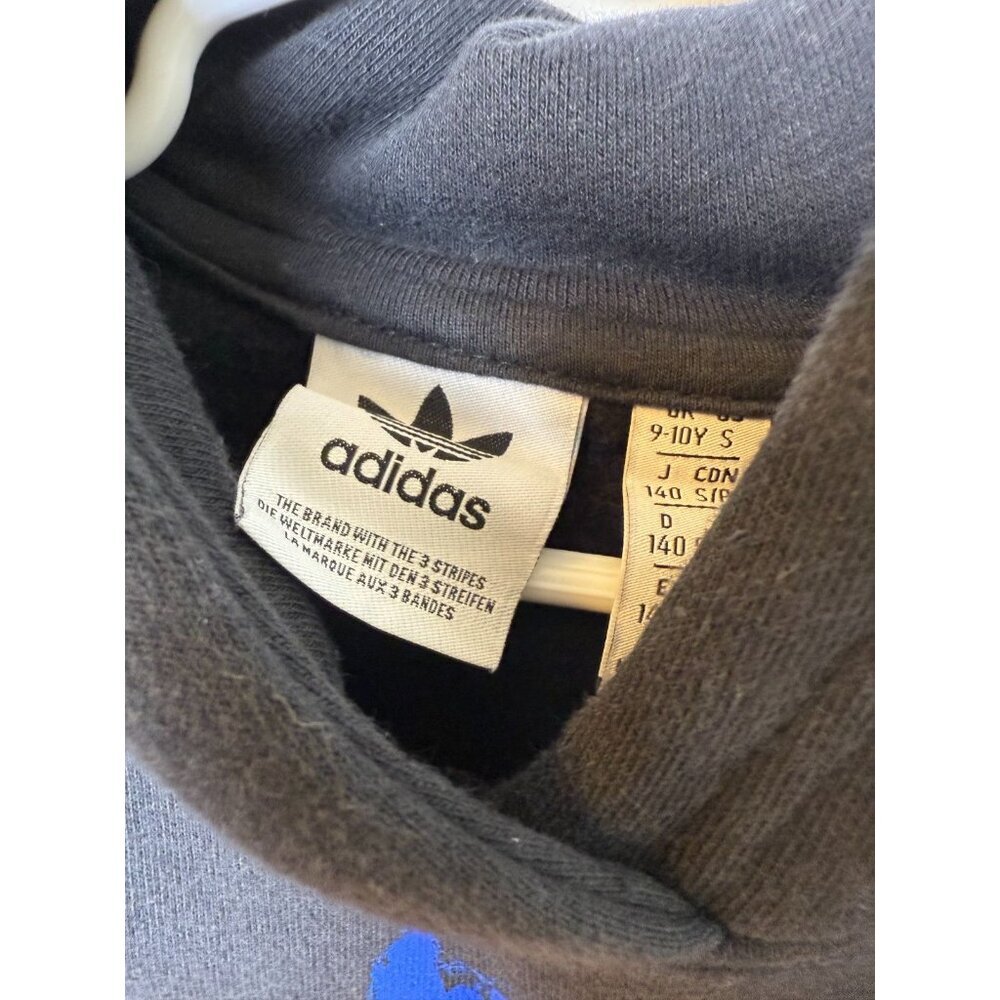 adidas
THE BRAND WITH THE 3 STRIPES
DIE WELTMARKE MIT DEN 3 STREIFEN
LA MARQUE AUX 3 BANDES
9-10Y S
J CDN
140 S/P
D
140
E